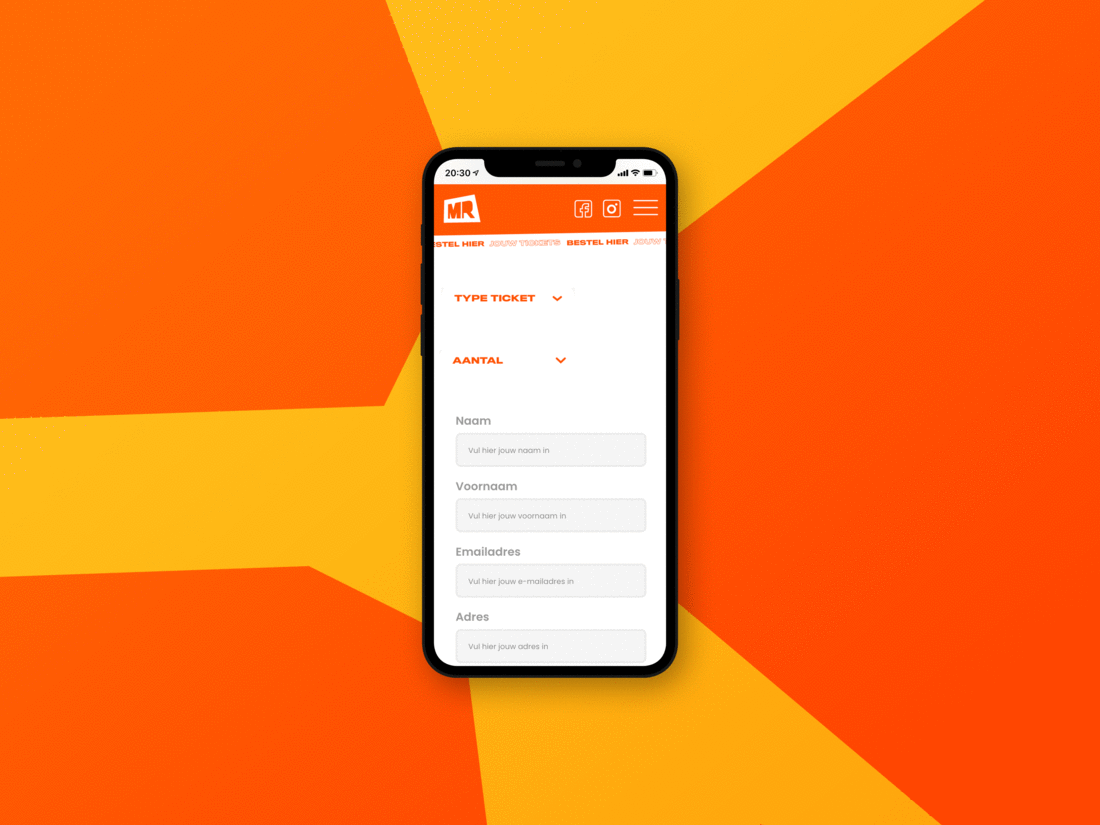 20:30
MR
ESTEL HIER JOUW TICKETS BESTEL HIER JOUW T
TYPE TICKET
AANTAL
Naam
Vul hier jouw naam in
Voornaam
Vul hier jouw voornaam in
Emailadres
Vul hier jouw e-mailadres in
Adres
Vul hier jouw adres in